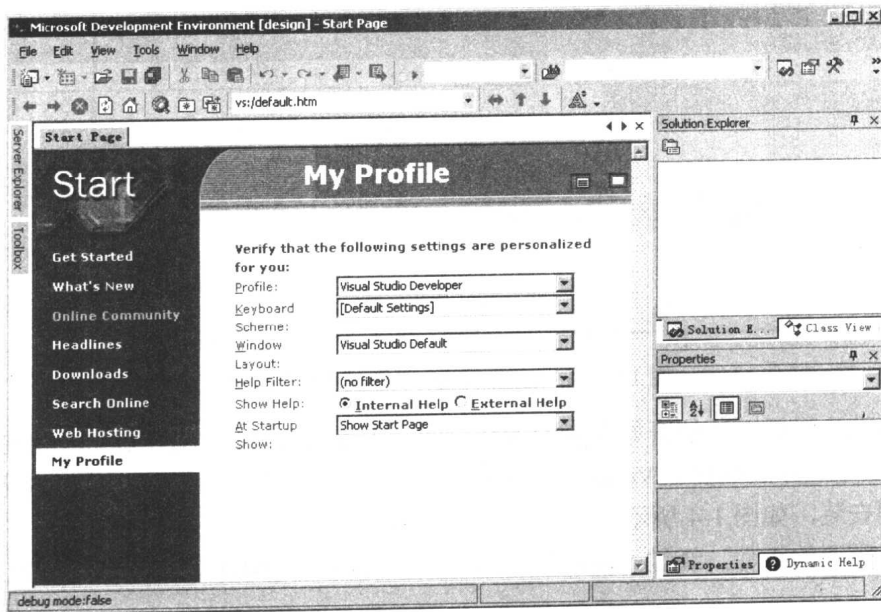 Microsoft Development Environment [design] - Start Page
File Edit View Tools Window Help
vs:/default.htm
Server Explorer
Toolbox
Start Page
Start
Get Started
What's New
Online Community
Headlines
Downloads
Search Online
Web Hosting
My Profile
My Profile
Verify that the following settings are personalized
for you:
Profile: Visual Studio Developer
Keyboard Scheme: [Default Settings]
Window Layout: Visual Studio Default
Help Filter: (no filter)
Show Help: Internal Help External Help
At Startup Show: Show Start Page
Solution Explorer
Solution E... Class View
Properties
Properties Dynamic Help
debug mode:false